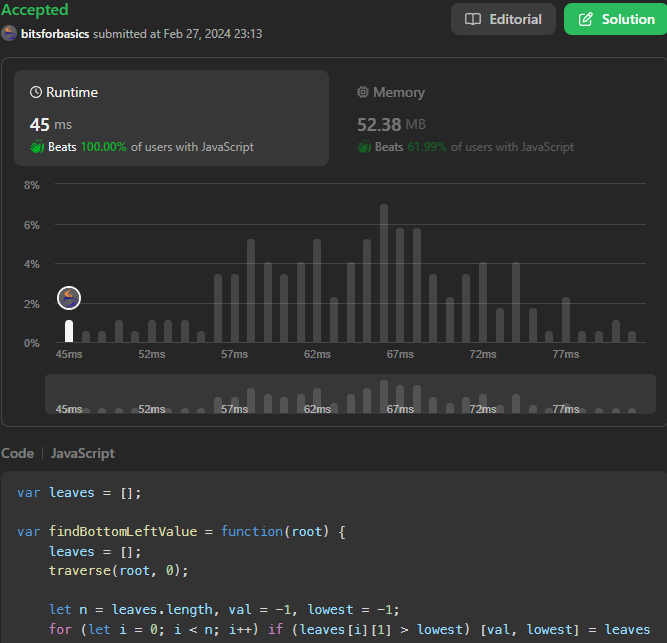 Accepted
bitsforbasics submitted at Feb 27, 2024 23:13
Editorial
Solution
Runtime
45 ms
Beats 100.00% of users with JavaScript
Memory
52.38 MB
Beats 61.99% of users with JavaScript
8%
6%
4%
2%
0%
45ms 52ms 57ms 62ms 67ms 72ms 77ms
45ms 52ms 57ms 62ms 67ms 72ms 77ms
Code | JavaScript
var leaves = [];
var findBottomLeftValue = function(root) {
leaves = [];
traverse(root, 0);
let n = leaves.length, val = -1, lowest = -1;
for (let i = 0; i < n; i++) if (leaves[i][1] > lowest) [val, lowest] = leaves